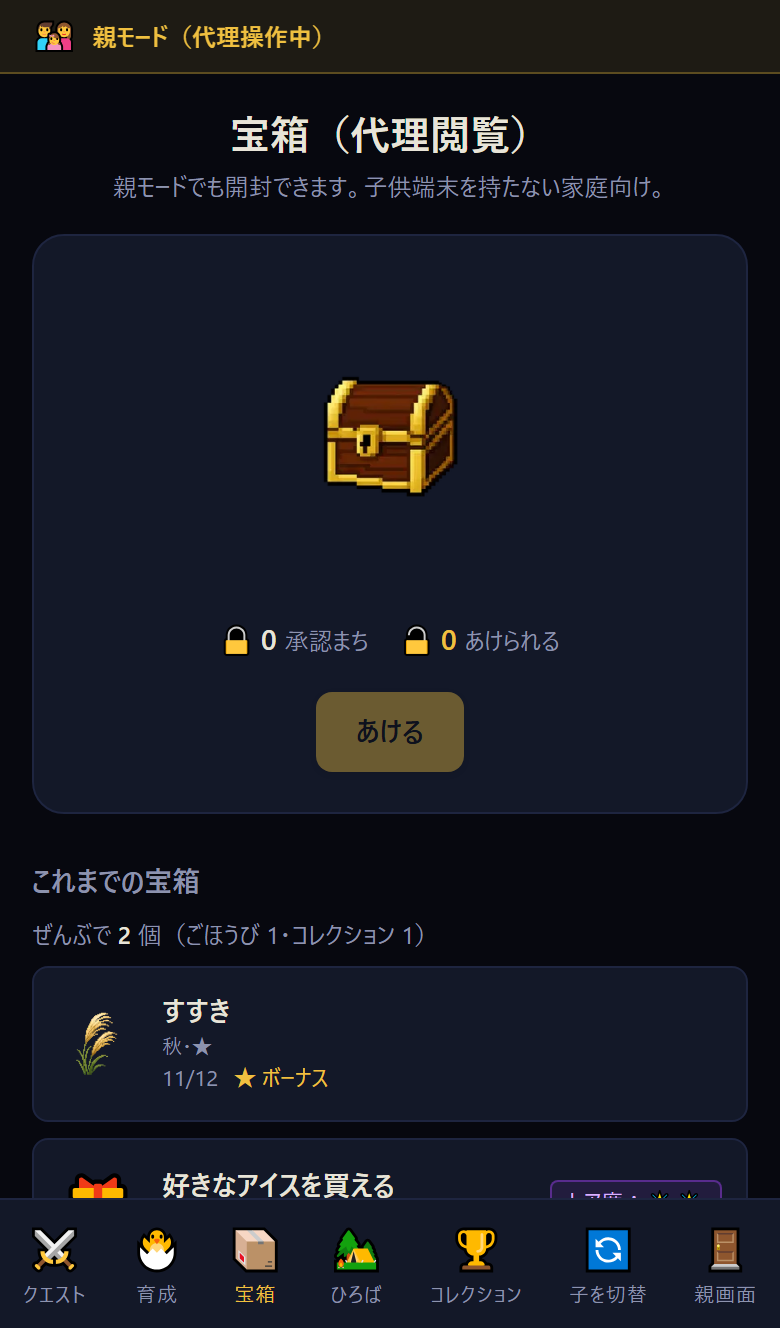 親モード（代理操作中）
宝箱（代理閲覧）
親モードでも開封できます。子供端末を持たない家庭向け。
0 承認まち 0 あけられる
あける
これまでの宝箱
ぜんぶで 2 個（ごほうび 1・コレクション 1）
すすき
秋・★
11/12 ★ ボーナス
好きなアイスを買える
クエスト 育成 宝箱 ひろば コレクション 子を切替 親画面